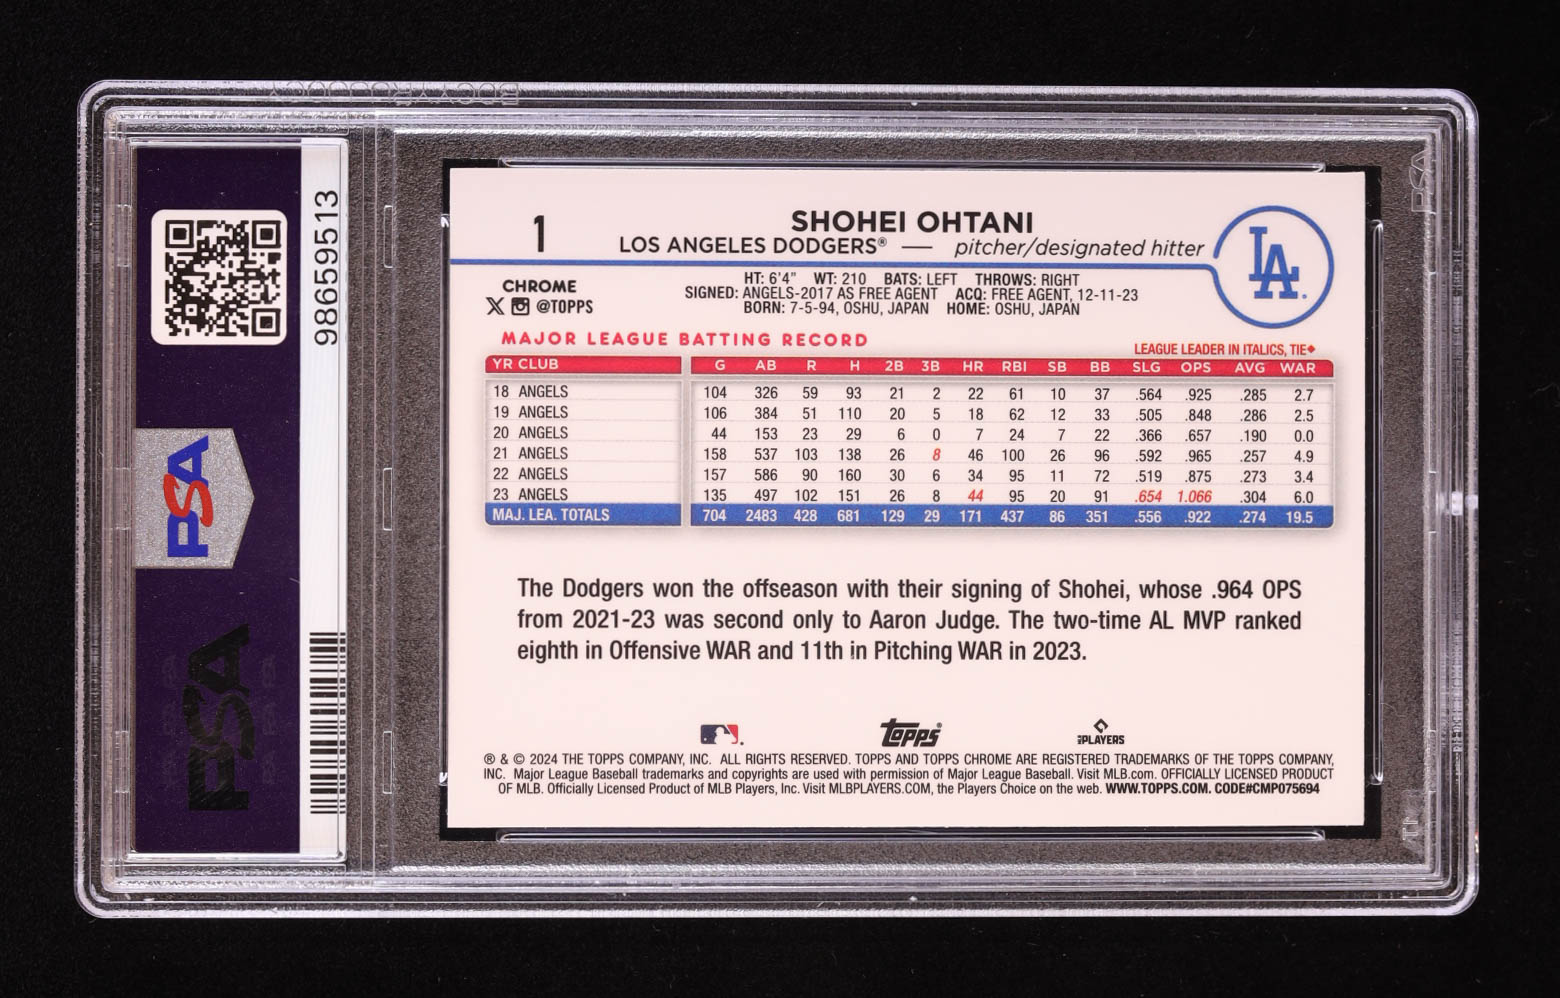 98659513
PSA
PSA
1
SHOHEI OHTANI
LOS ANGELES DODGERS® — pitcher/designated hitter
LA
CHROME
X @TOPPS
HT: 6'4" WT: 210 BATS: LEFT THROWS: RIGHT
SIGNED: ANGELS-2017 AS FREE AGENT ACQ: FREE AGENT, 12-11-23
BORN: 7-5-94, OSHU, JAPAN HOME: OSHU, JAPAN
MAJOR LEAGUE BATTING RECORD
LEAGUE LEADER IN ITALICS, TIE◆
YR CLUB G AB R H 2B 3B HR RBI SB BB SLG OPS AVG WAR
18 ANGELS 104 326 59 93 21 2 22 61 10 37 .564 .925 .285 2.7
19 ANGELS 106 384 51 110 20 5 18 62 12 33 .505 .848 .286 2.5
20 ANGELS 44 153 23 29 6 0 7 24 7 22 .366 .657 .190 0.0
21 ANGELS 158 537 103 138 26 8 46 100 26 96 .592 .965 .257 4.9
22 ANGELS 157 586 90 160 30 6 34 95 11 72 .519 .875 .273 3.4
23 ANGELS 135 497 102 151 26 8 44 95 20 91 .654 1.066 .304 6.0
MAJ. LEA. TOTALS 704 2483 428 681 129 29 171 437 86 351 .556 .922 .274 19.5
The Dodgers won the offseason with their signing of Shohei, whose .964 OPS
from 2021-23 was second only to Aaron Judge. The two-time AL MVP ranked
eighth in Offensive WAR and 11th in Pitching WAR in 2023.
Topps®
MLBPLAYERS
® & © 2024 THE TOPPS COMPANY, INC. ALL RIGHTS RESERVED. TOPPS AND TOPPS CHROME ARE REGISTERED TRADEMARKS OF THE TOPPS COMPANY,
INC. Major League Baseball trademarks and copyrights are used with permission of Major League Baseball. Visit MLB.com. OFFICIALLY LICENSED PRODUCT
OF MLB. Officially Licensed Product of MLB Players, Inc. Visit MLBPLAYERS.COM, the Players Choice on the web. WWW.TOPPS.COM. CODE#CMP075694
PSA